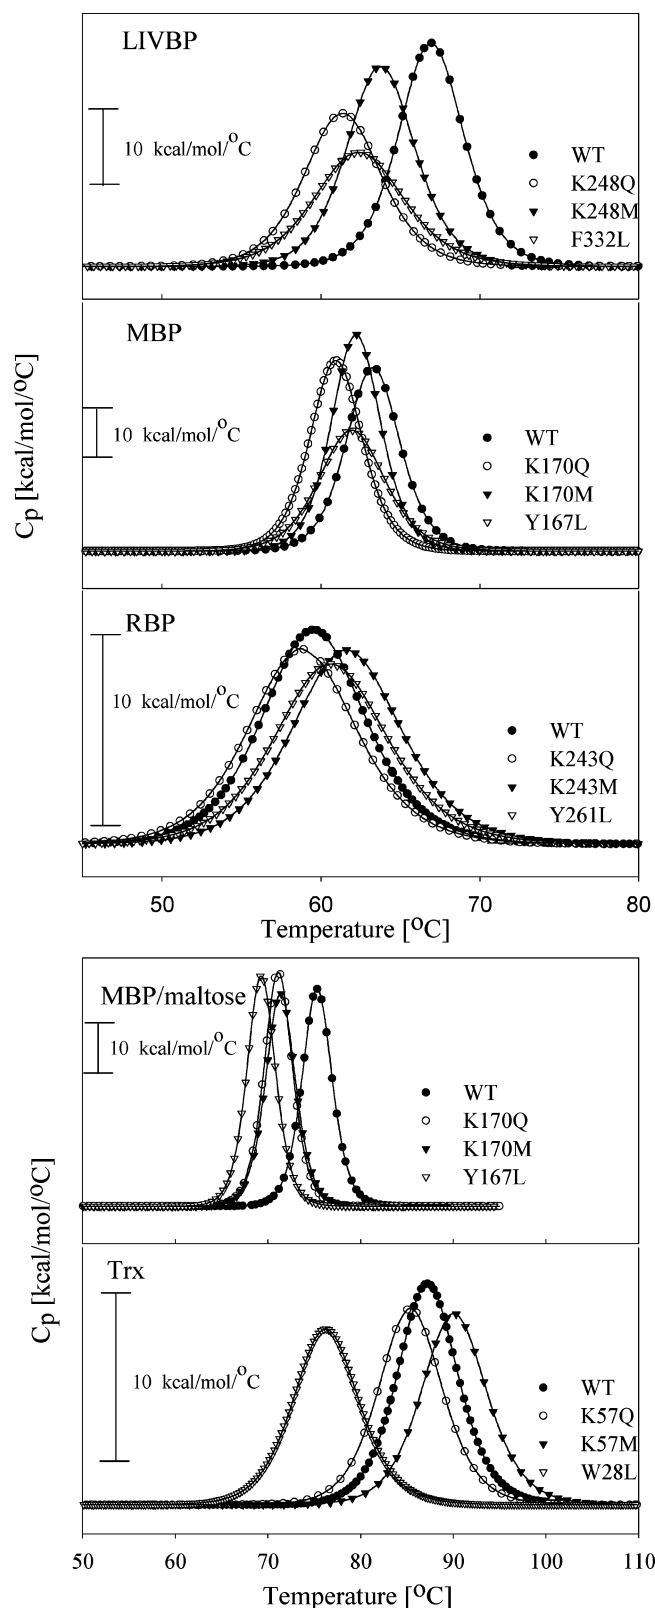 LIVBP
10 kcal/mol/°C
WT
K248Q
K248M
F332L
MBP
10 kcal/mol/°C
WT
K170Q
K170M
Y167L
RBP
10 kcal/mol/°C
WT
K243Q
K243M
Y261L
Cp [kcal/mol/°C]
50 60 70 80
Temperature [°C]
MBP/maltose
10 kcal/mol/°C
WT
K170Q
K170M
Y167L
Trx
10 kcal/mol/°C
WT
K57Q
K57M
W28L
Cp [kcal/mol/°C]
50 60 70 80 90 100 110
Temperature [°C]